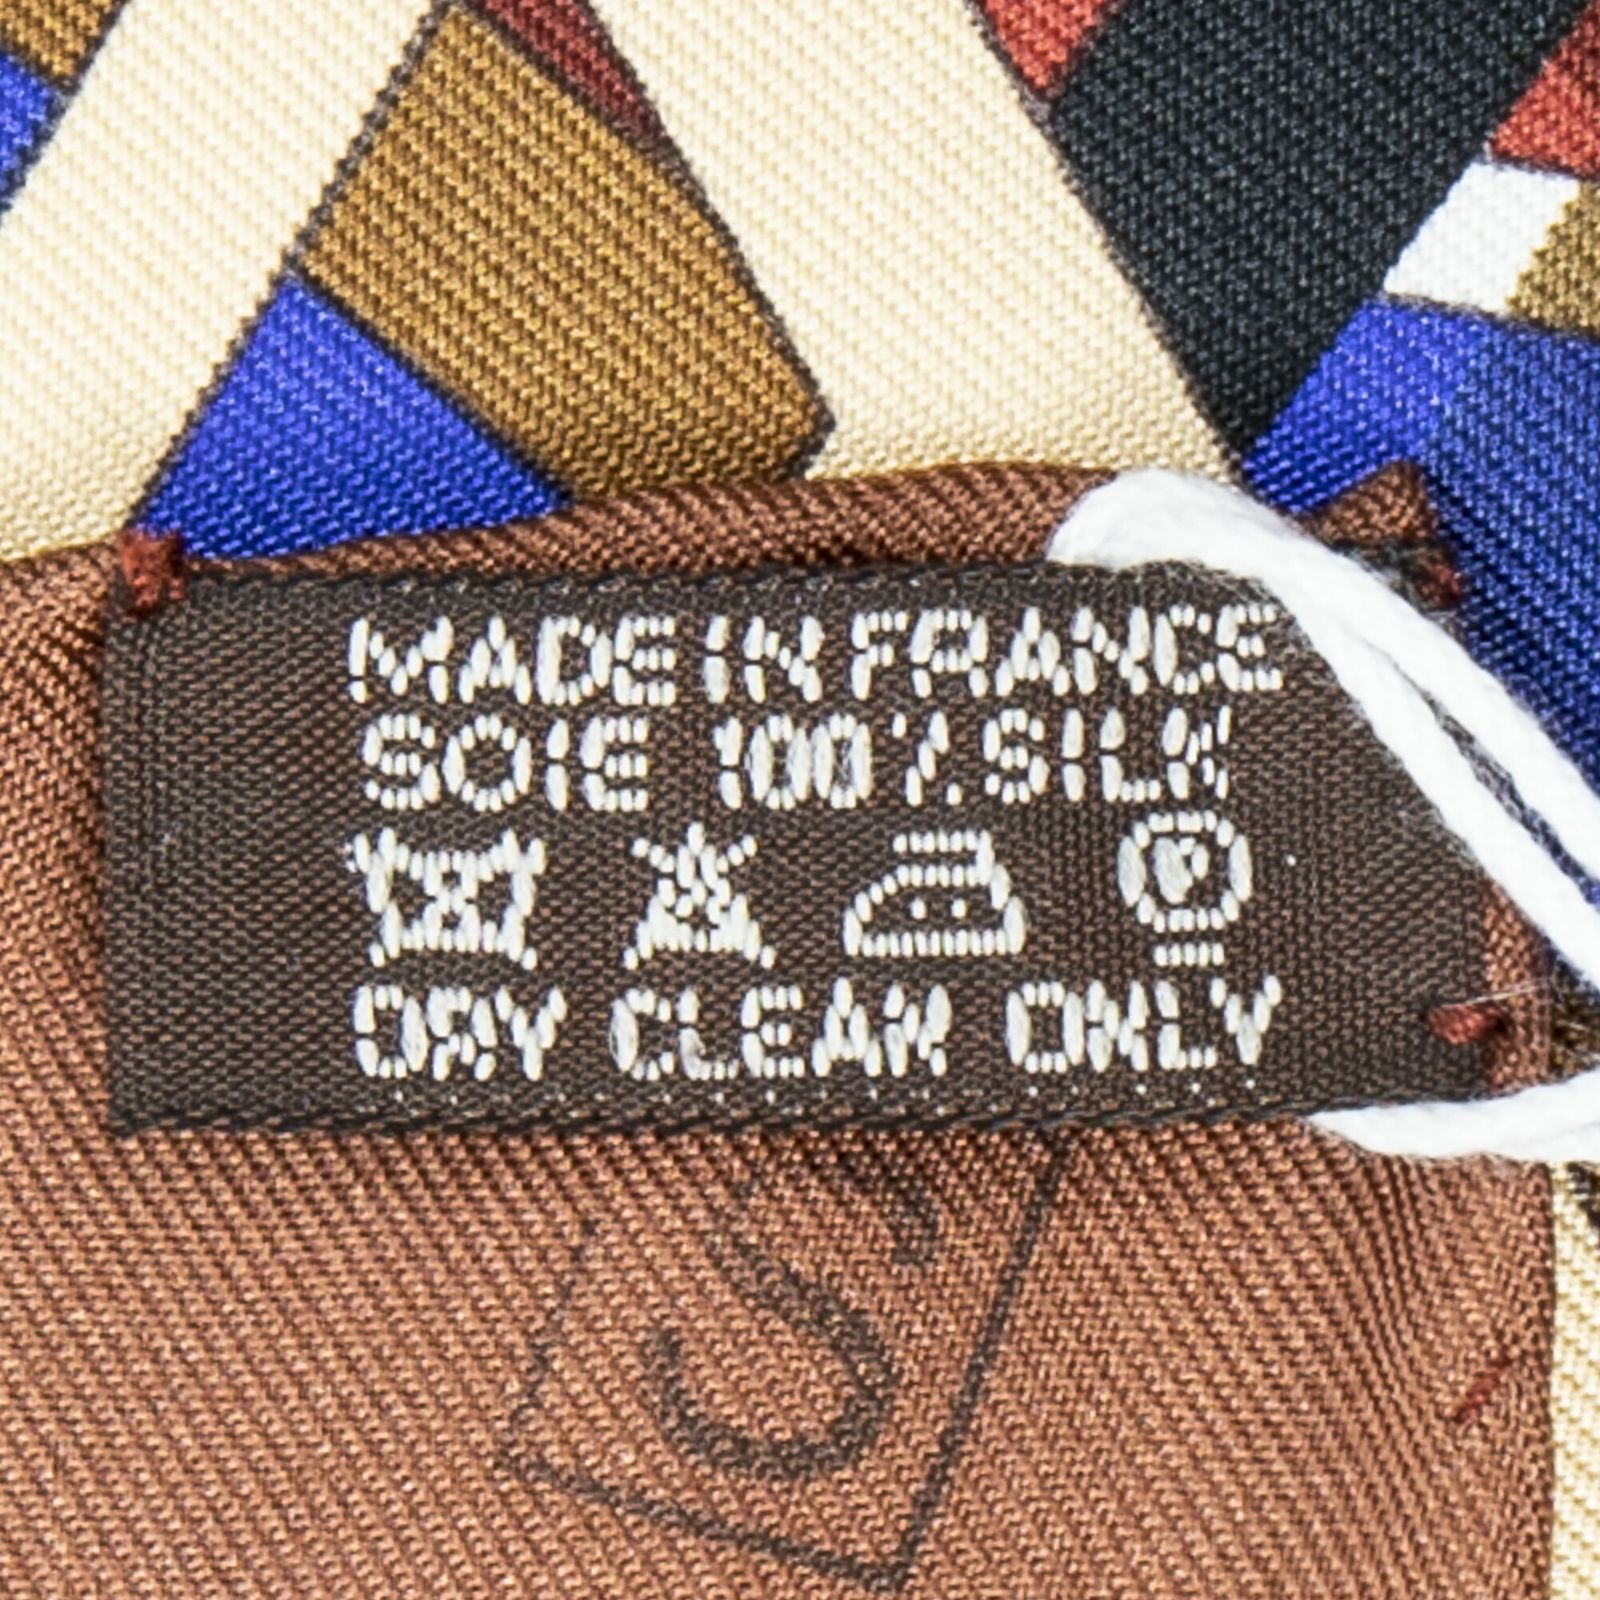 MADE IN FRANCE
SOIE 100% SILK
P
DRY CLEAN ONLY
S